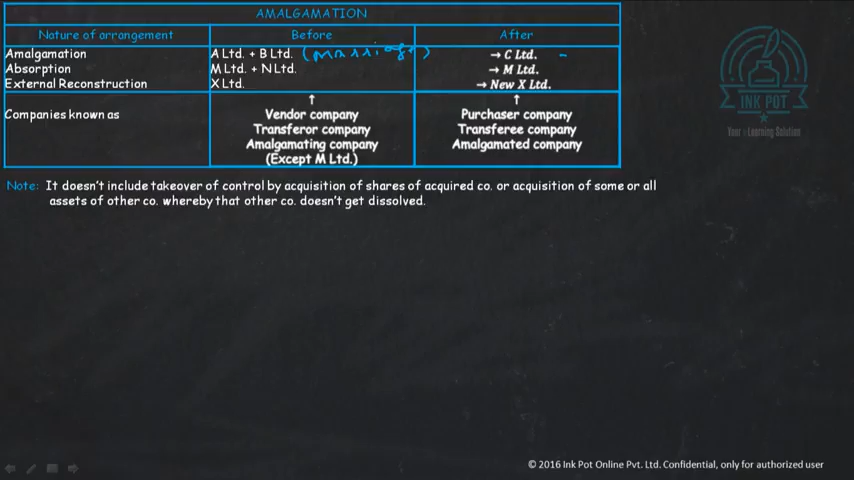 AMALGAMATION
Nature of arrangement Before After
Amalgamation A Ltd. + B Ltd. (marriage) → C Ltd. -
Absorption M Ltd. + N Ltd. → M Ltd.
External Reconstruction X Ltd. → New X Ltd.
↑ ↑
Companies known as Vendor company Purchaser company
Transferor company Transferee company
Amalgamating company Amalgamated company
(Except M Ltd.)
Note: It doesn't include takeover of control by acquisition of shares of acquired co. or acquisition of some or all
assets of other co. whereby that other co. doesn't get dissolved.
INK POT
Your e-Learning Solution
© 2016 Ink Pot Online Pvt. Ltd. Confidential, only for authorized user